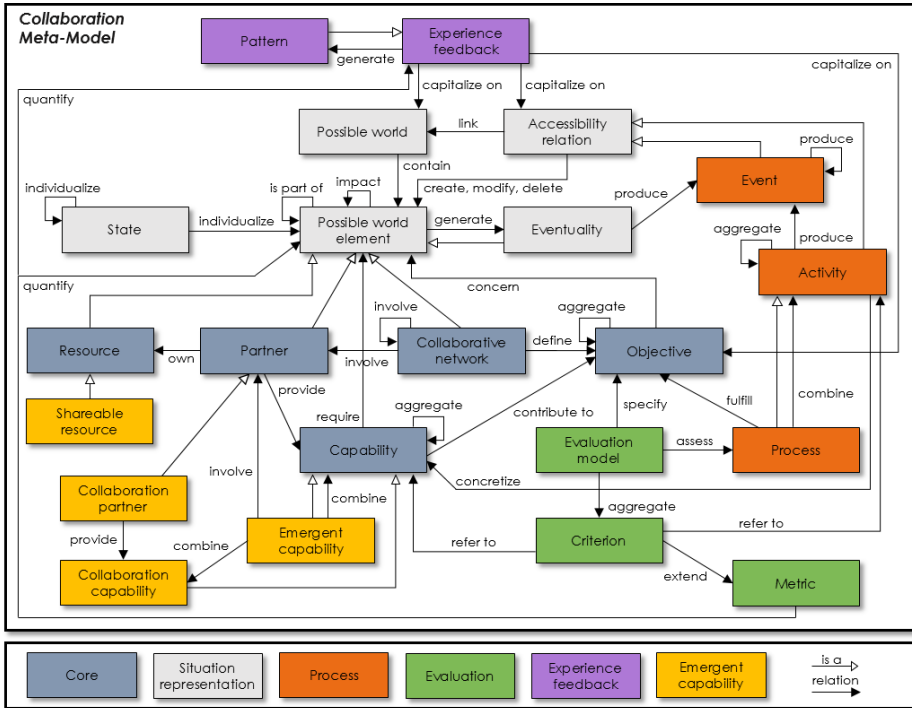 Collaboration
Meta-Model
Pattern
Experience
feedback
generate
capitalize on
capitalize on
capitalize on
quantify
Possible world
link
Accessibility
relation
contain
produce
Event
individualize
is part of
impact
create, modify, delete
produce
State
individualize
Possible world
element
generate
Eventuality
aggregate
produce
Activity
quantify
concern
involve
aggregate
Resource
own
Partner
involve
Collaborative
network
define
Objective
Shareable
resource
provide
require
aggregate
contribute to
specify
fulfill
combine
Capability
Evaluation
model
assess
Process
involve
Collaboration
partner
combine
concretize
aggregate
provide
combine
Emergent
capability
refer to
Criterion
refer to
Collaboration
capability
extend
Metric
Core
Situation
representation
Process
Evaluation
Experience
feedback
Emergent
capability
is a
relation